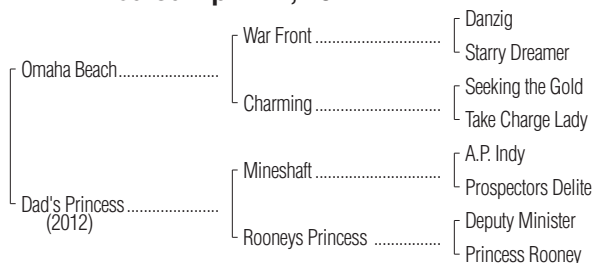 War Front
Danzig
Starry Dreamer
Omaha Beach
Charming
Seeking the Gold
Take Charge Lady
Mineshaft
A.P. Indy
Prospectors Delite
Dad's Princess
(2012)
Rooneys Princess
Deputy Minister
Princess Rooney